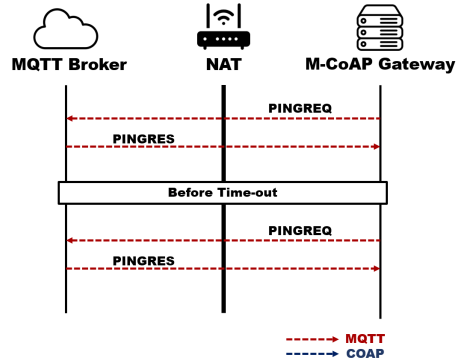 MQTT Broker NAT M-CoAP Gateway
PINGREQ
PINGRES
Before Time-out
PINGREQ
PINGRES
MQTT
COAP